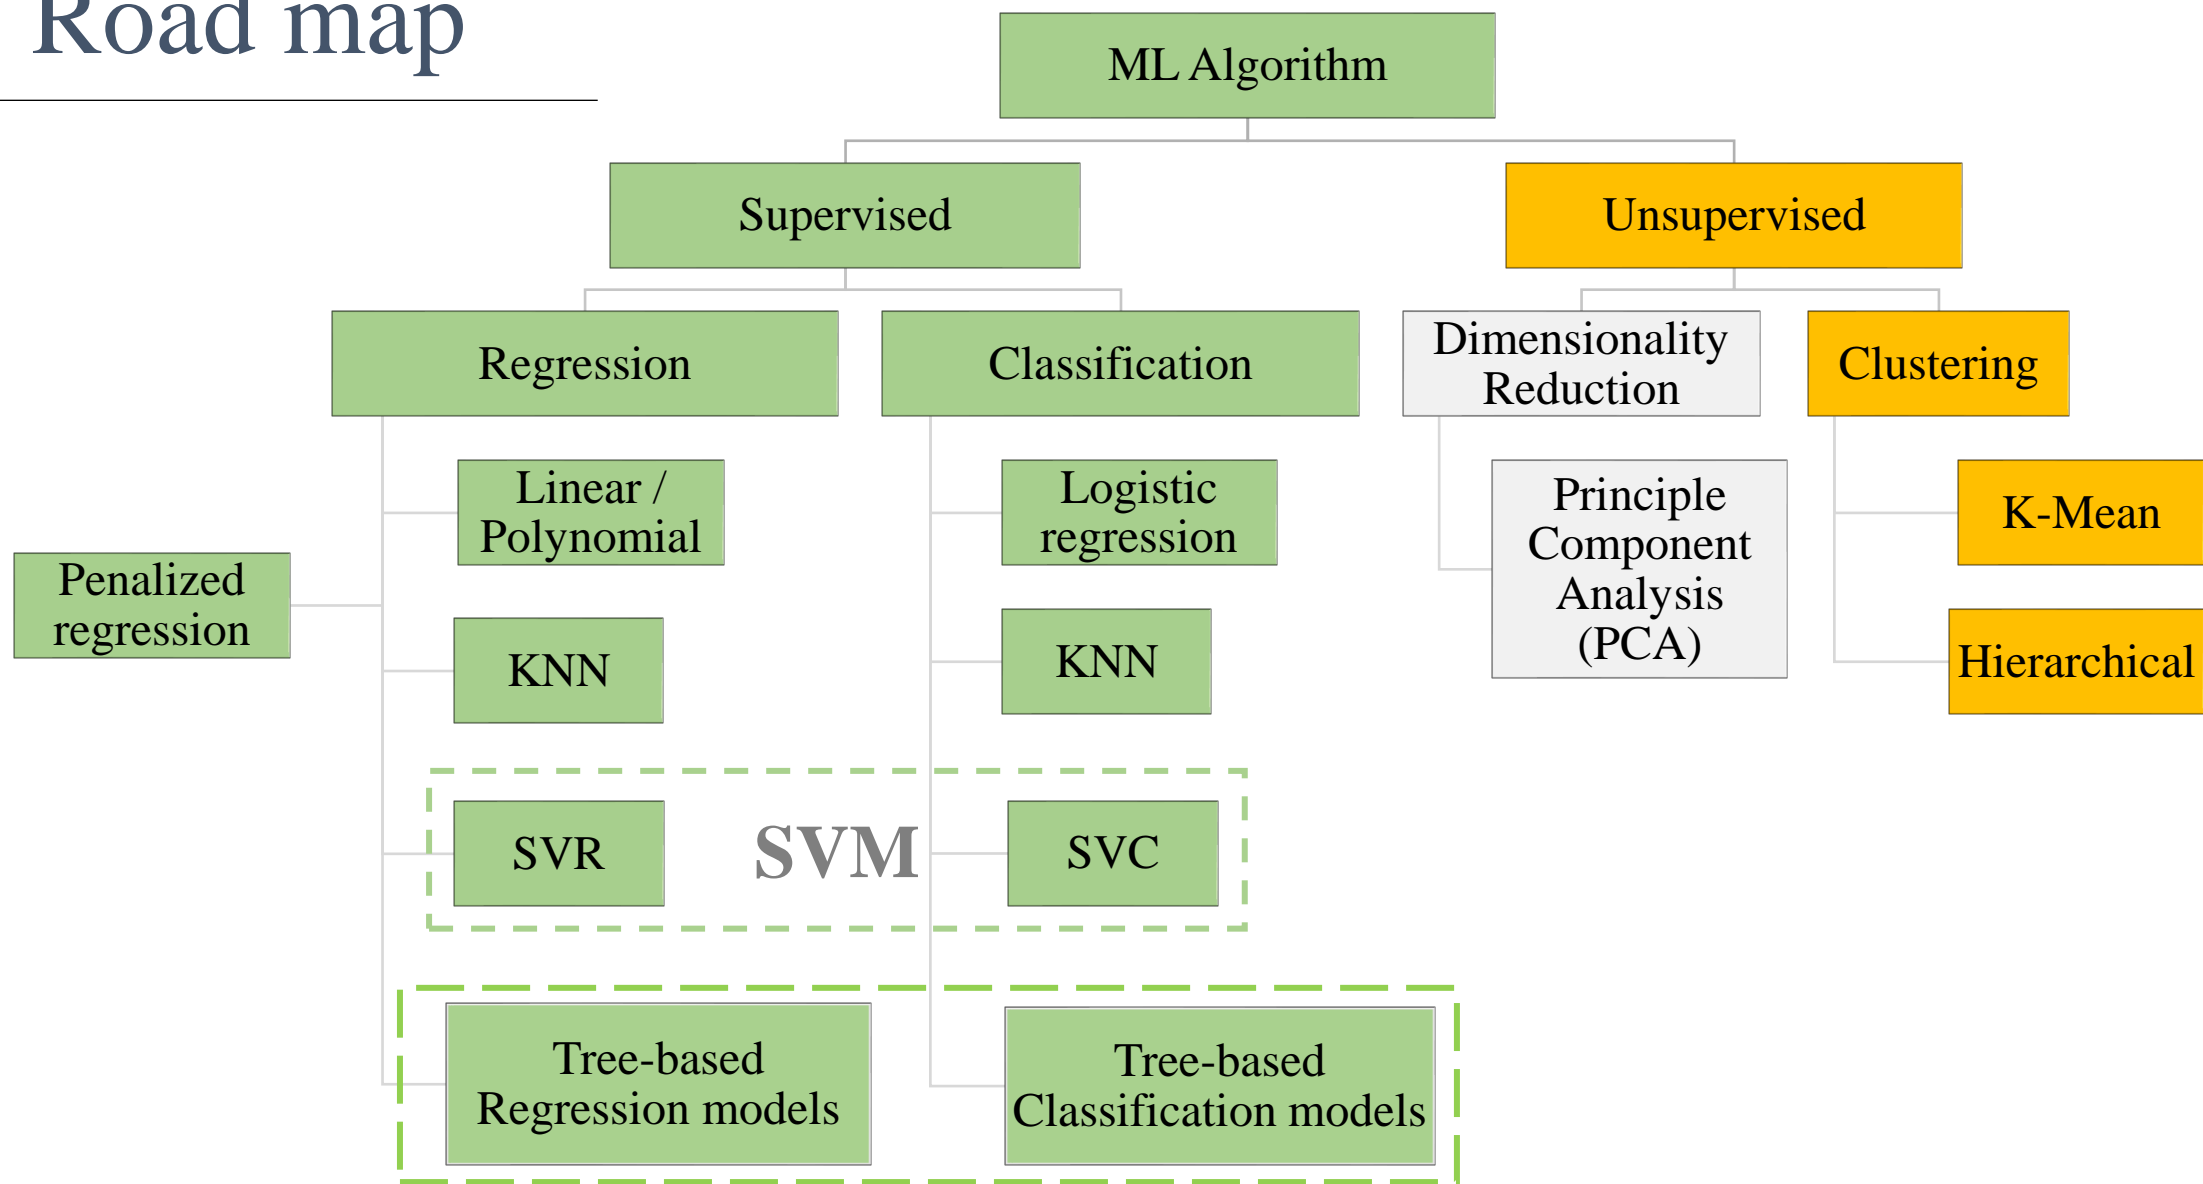 Road map
ML Algorithm
Supervised
Unsupervised
Regression
Classification
Dimensionality
Reduction
Clustering
Linear /
Polynomial
Logistic
regression
Principle
Component
Analysis
(PCA)
K-Mean
Penalized
regression
KNN
KNN
Hierarchical
SVR
SVM
SVC
Tree-based
Regression models
Tree-based
Classification models